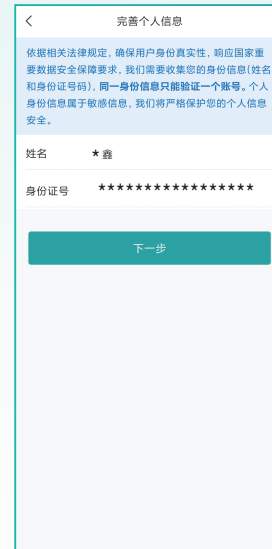 完善个人信息
依据相关法律规定，确保用户身份真实性，响应国家重
要数据安全保障要求，我们需要收集您的身份信息(姓名
和身份证号码)，同一身份信息只能验证一个账号。个人
身份信息属于敏感信息，我们将严格保护您的个人信息
安全。
姓名 *鑫
身份证号 *****************
下一步